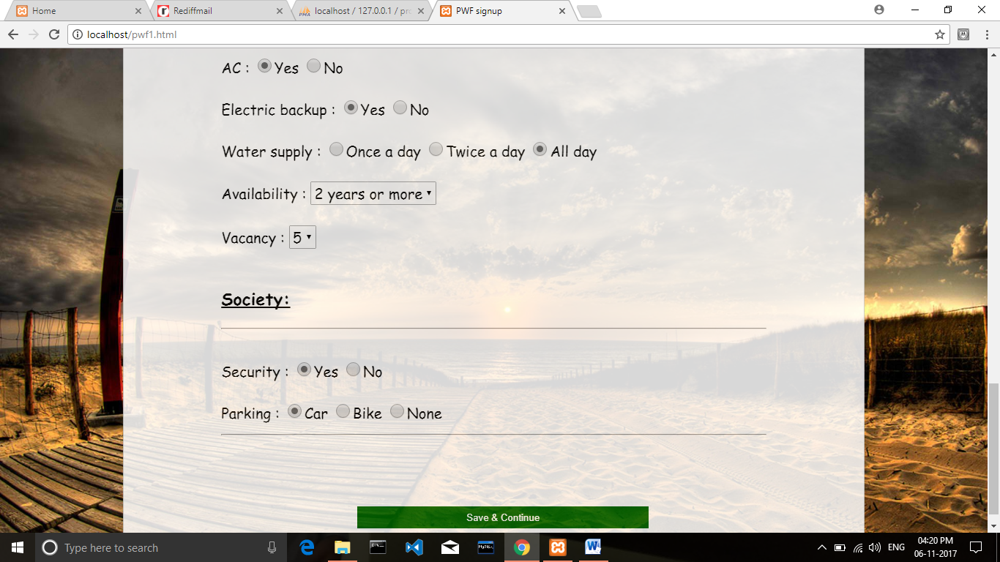 Home
Rediffmail
localhost / 127.0.0.1 / pro
PWF signup
localhost/pwf1.html
AC : Yes No
Electric backup : Yes No
Water supply : Once a day Twice a day All day
Availability : 2 years or more
Vacancy : 5
Society:
Security : Yes No
Parking : Car Bike None
Save & Continue
Type here to search
ENG
04:20 PM
06-11-2017